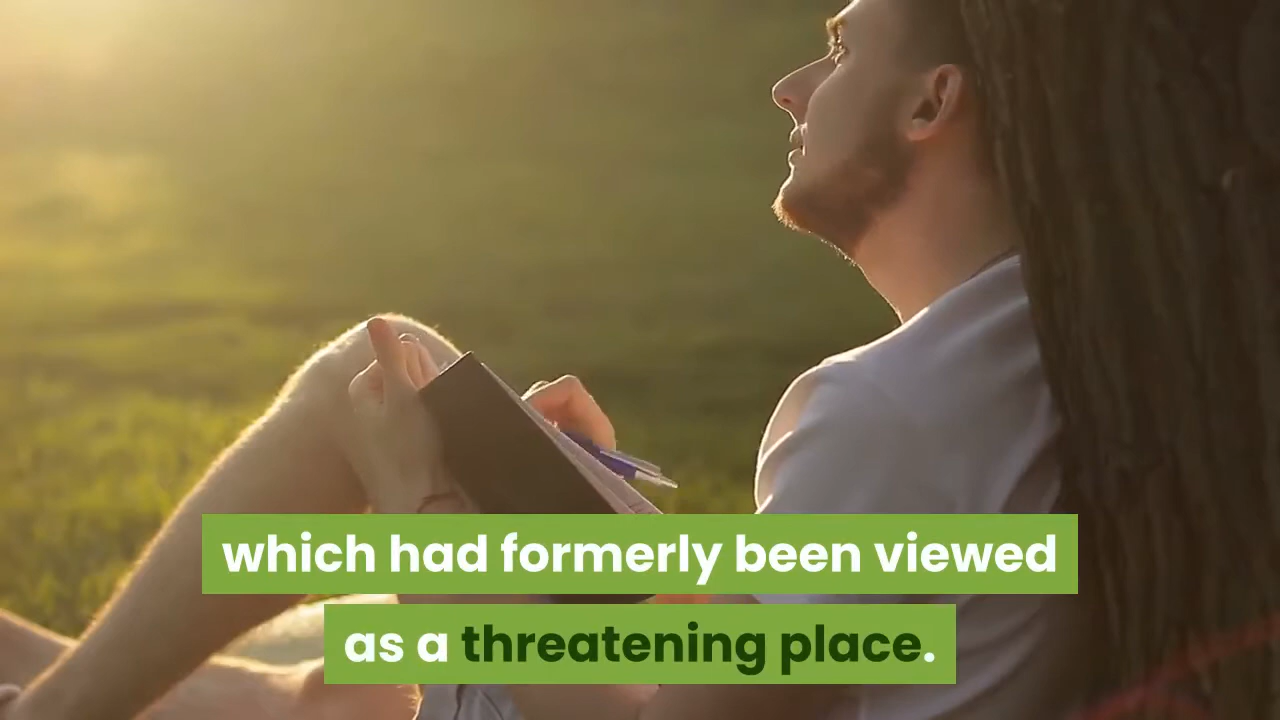 which had formerly been viewed
as a threatening place.